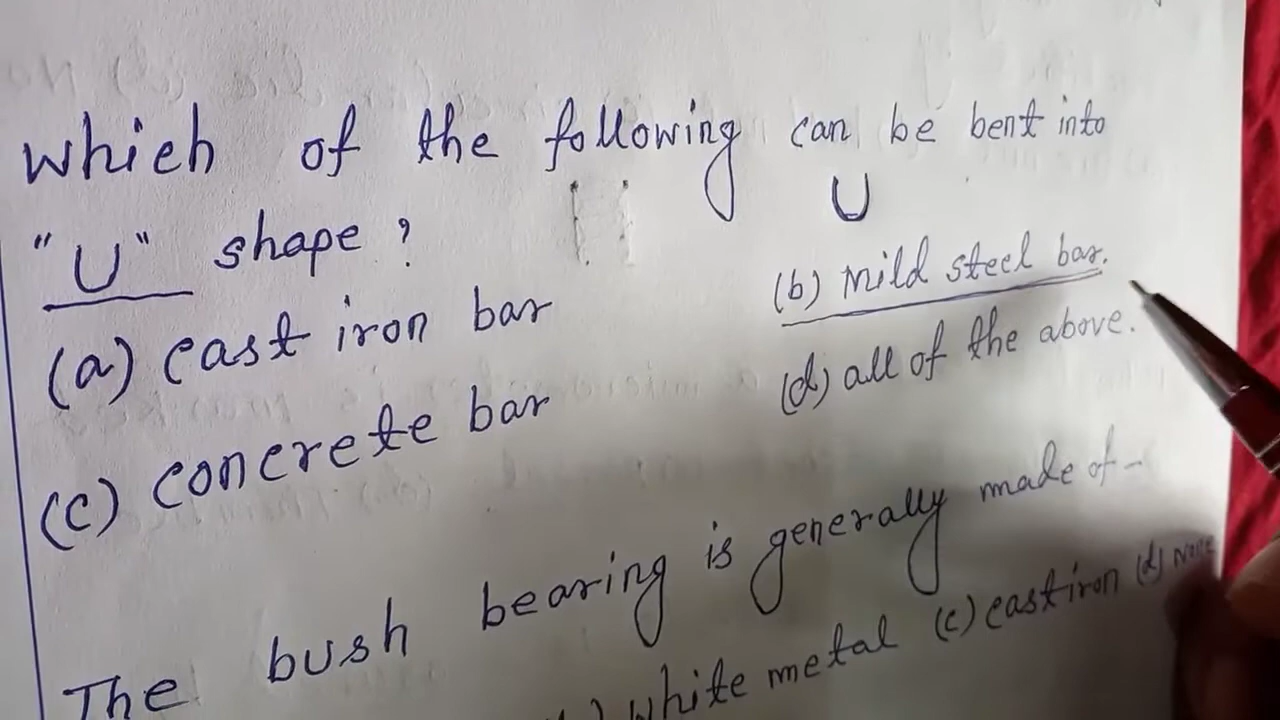 Which of the following can be bent into
"U" shape? U
(a) cast iron bar (b) mild steel bar.
(c) concrete bar (d) all of the above.
The bush bearing is generally made of -
white metal (c) cast iron (d) None